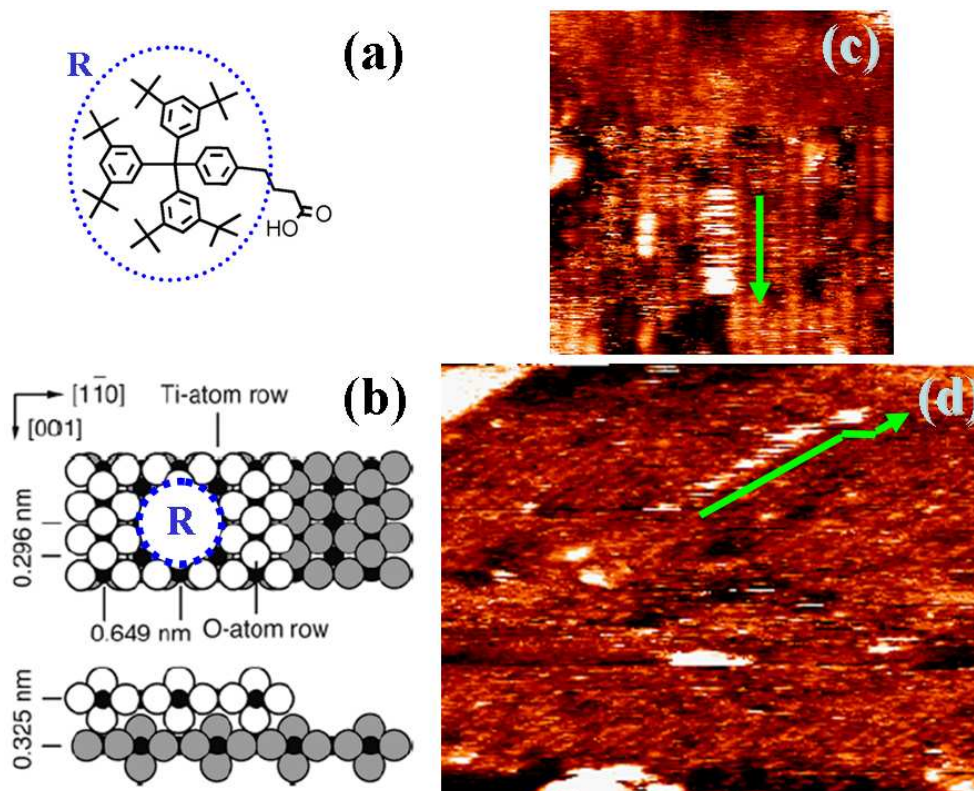 (a)
R
HO
O
(b)
[11̄0]
[001]
Ti-atom row
R
0.296 nm
0.649 nm
O-atom row
0.325 nm
(c)
(d)